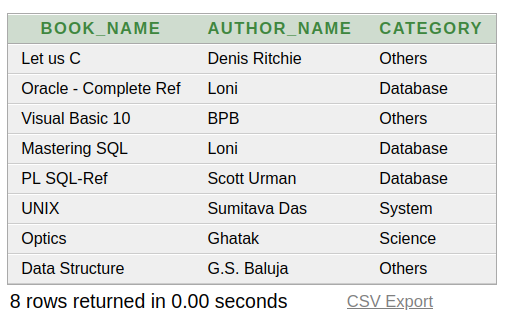 BOOK_NAME AUTHOR_NAME CATEGORY
Let us C Denis Ritchie Others
Oracle - Complete Ref Loni Database
Visual Basic 10 BPB Others
Mastering SQL Loni Database
PL SQL-Ref Scott Urman Database
UNIX Sumitava Das System
Optics Ghatak Science
Data Structure G.S. Baluja Others
8 rows returned in 0.00 seconds CSV Export